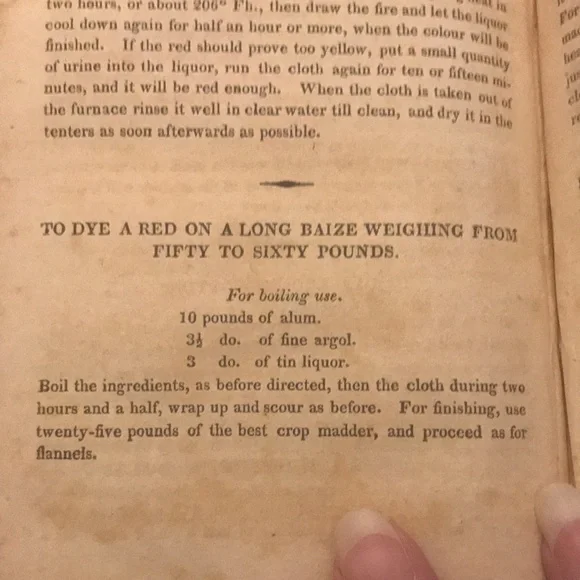 two hours, or about 206° Fh., then draw the fire and let the liquor
cool down again for half an hour or more, when the colour will be
finished. If the red should prove too yellow, put a small quantity
of urine into the liquor, run the cloth again for ten or fifteen mi-
nutes, and it will be red enough. When the cloth is taken out of
the furnace rinse it well in clear water till clean, and dry it in the
tenters as soon afterwards as possible.
TO DYE A RED ON A LONG BAIZE WEIGHING FROM
FIFTY TO SIXTY POUNDS.
For boiling use.
10 pounds of alum.
3½ do. of fine argol.
3 do. of tin liquor.
Boil the ingredients, as before directed, then the cloth during two
hours and a half, wrap up and scour as before. For finishing, use
twenty-five pounds of the best crop madder, and proceed as for
flannels.